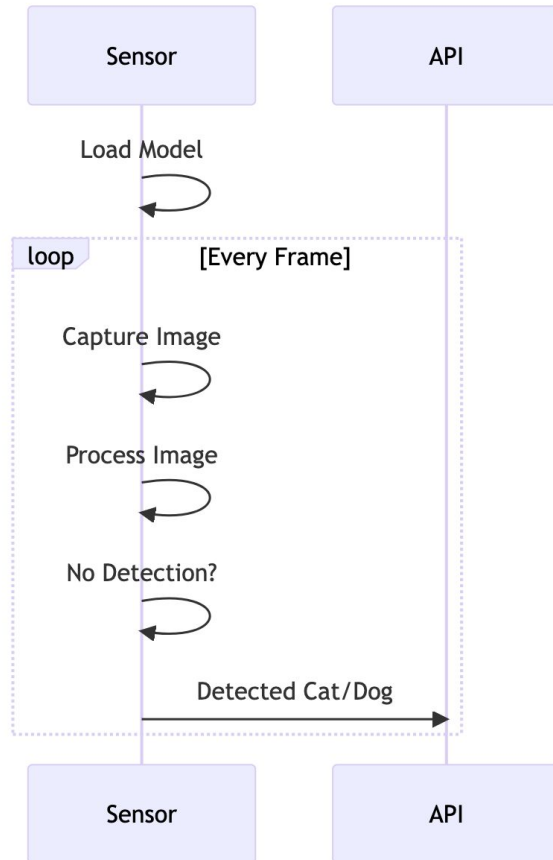 Sensor
API
Load Model
loop
[Every Frame]
Capture Image
Process Image
No Detection?
Detected Cat/Dog
Sensor
API